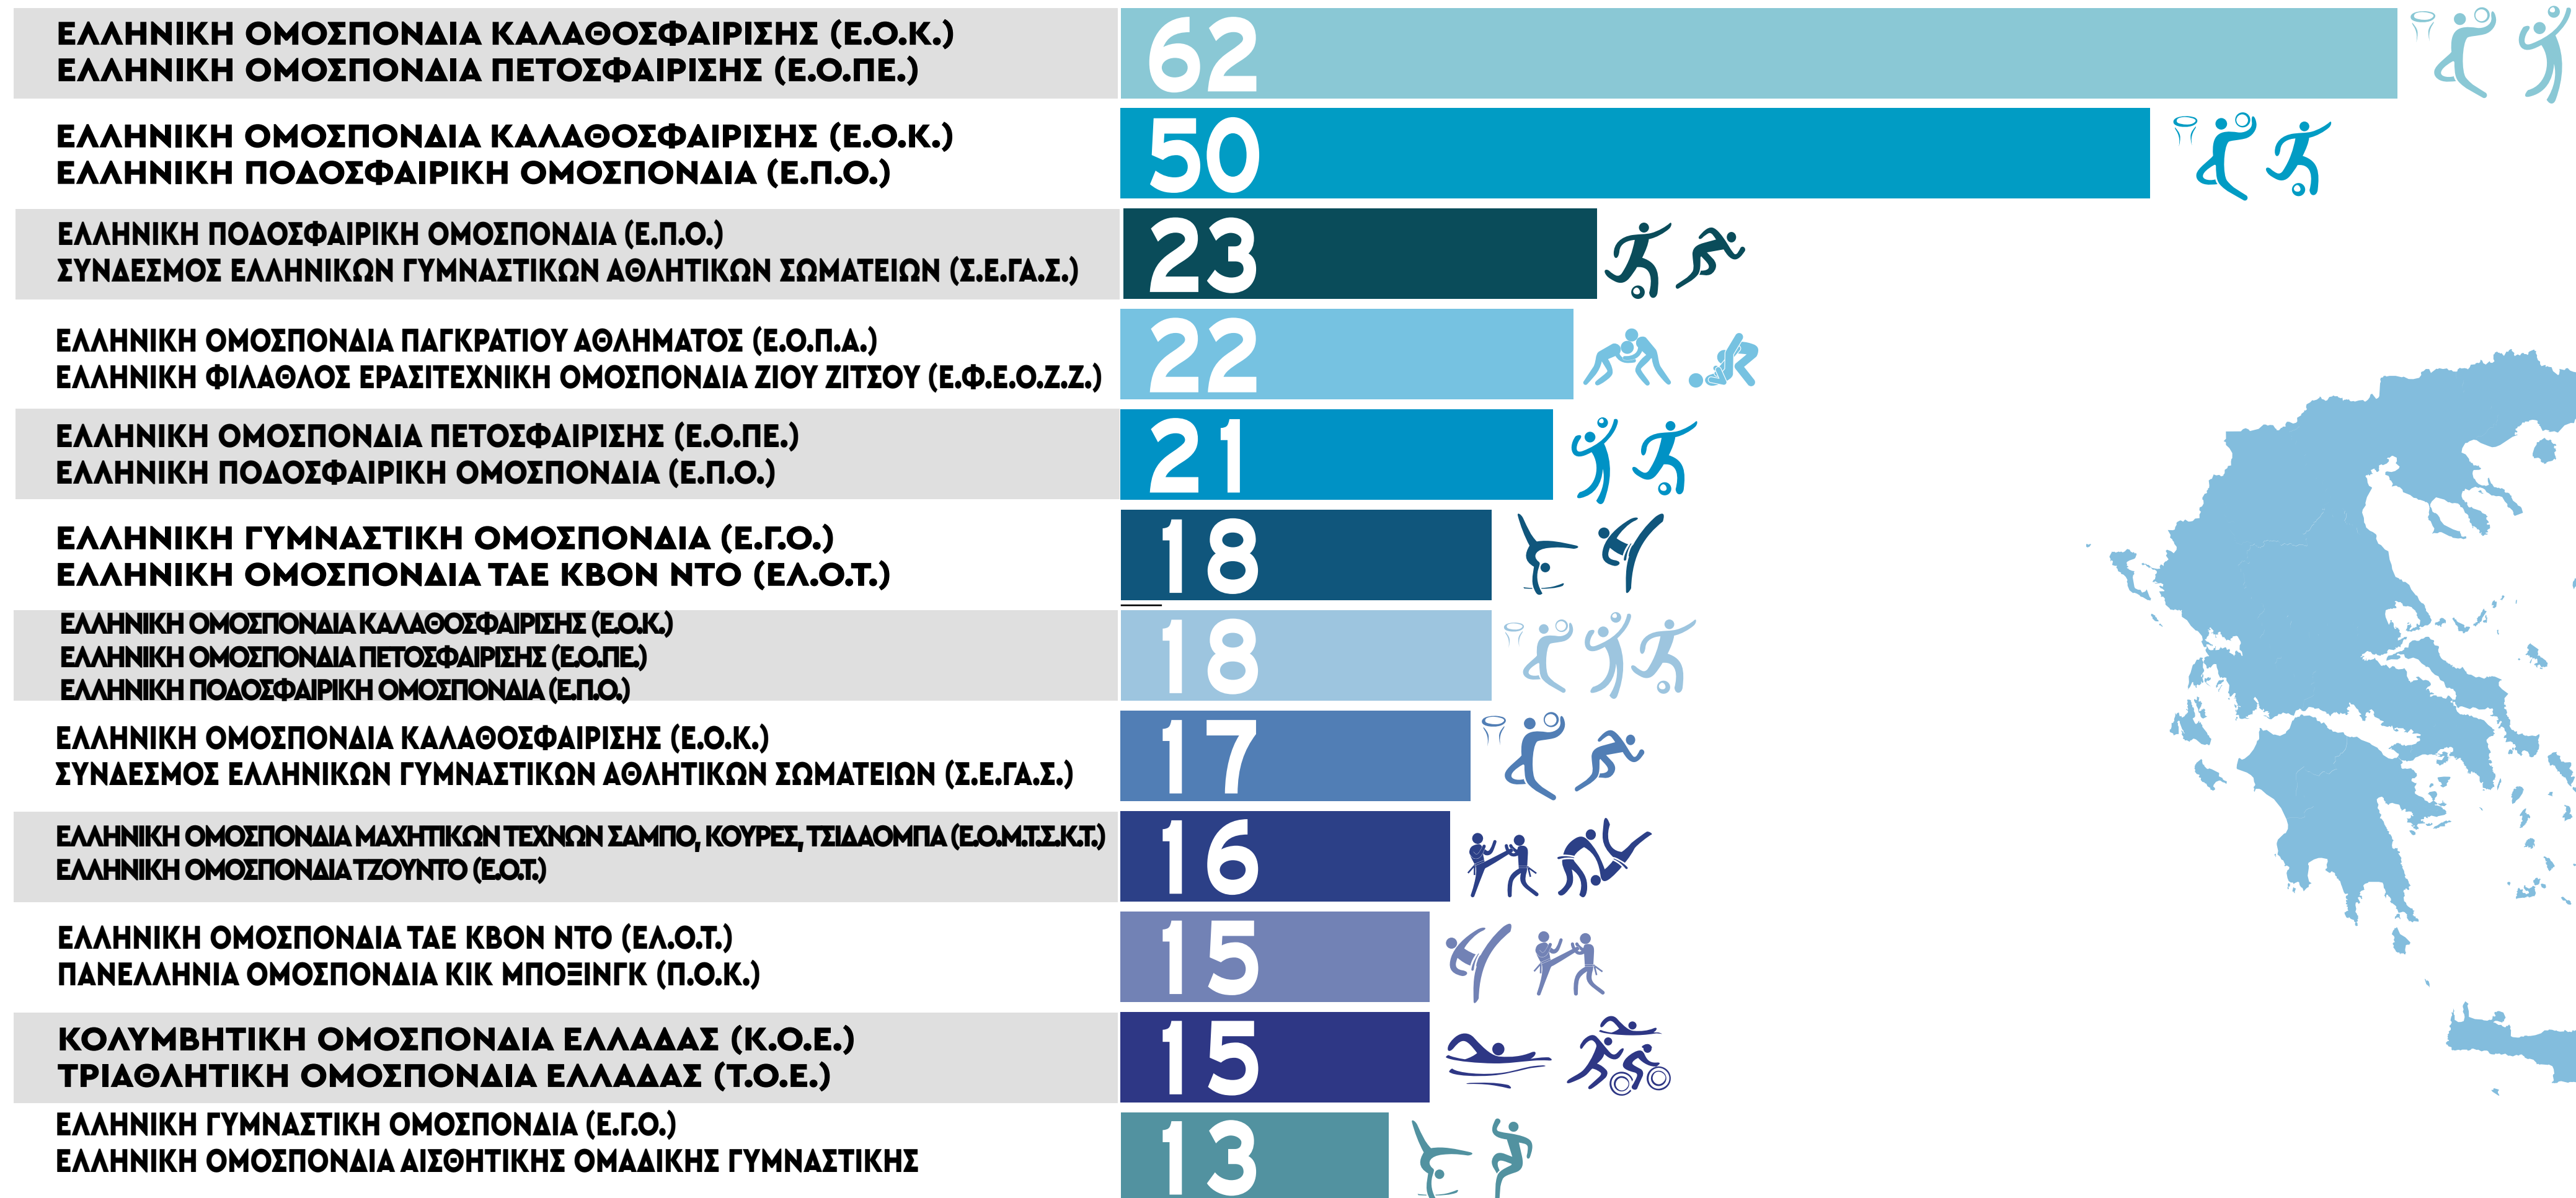 ΕΛΛΗΝΙΚΗ ΟΜΟΣΠΟΝΔΙΑ ΚΑΛΑΘΟΣΦΑΙΡΙΣΗΣ (Ε.Ο.Κ.)
ΕΛΛΗΝΙΚΗ ΟΜΟΣΠΟΝΔΙΑ ΠΕΤΟΣΦΑΙΡΙΣΗΣ (Ε.Ο.ΠΕ.)
62
ΕΛΛΗΝΙΚΗ ΟΜΟΣΠΟΝΔΙΑ ΚΑΛΑΘΟΣΦΑΙΡΙΣΗΣ (Ε.Ο.Κ.)
ΕΛΛΗΝΙΚΗ ΠΟΔΟΣΦΑΙΡΙΚΗ ΟΜΟΣΠΟΝΔΙΑ (Ε.Π.Ο.)
50
ΕΛΛΗΝΙΚΗ ΠΟΔΟΣΦΑΙΡΙΚΗ ΟΜΟΣΠΟΝΔΙΑ (Ε.Π.Ο.)
ΣΥΝΔΕΣΜΟΣ ΕΛΛΗΝΙΚΩΝ ΓΥΜΝΑΣΤΙΚΩΝ ΑΘΛΗΤΙΚΩΝ ΣΩΜΑΤΕΙΩΝ (Σ.Ε.ΓΑ.Σ.)
23
ΕΛΛΗΝΙΚΗ ΟΜΟΣΠΟΝΔΙΑ ΠΑΓΚΡΑΤΙΟΥ ΑΘΛΗΜΑΤΟΣ (Ε.Ο.Π.Α.)
ΕΛΛΗΝΙΚΗ ΦΙΛΑΘΛΟΣ ΕΡΑΣΙΤΕΧΝΙΚΗ ΟΜΟΣΠΟΝΔΙΑ ΖΙΟΥ ΖΙΤΣΟΥ (Ε.Φ.Ε.Ο.Ζ.Ζ.)
22
ΕΛΛΗΝΙΚΗ ΟΜΟΣΠΟΝΔΙΑ ΠΕΤΟΣΦΑΙΡΙΣΗΣ (Ε.Ο.ΠΕ.)
ΕΛΛΗΝΙΚΗ ΠΟΔΟΣΦΑΙΡΙΚΗ ΟΜΟΣΠΟΝΔΙΑ (Ε.Π.Ο.)
21
ΕΛΛΗΝΙΚΗ ΓΥΜΝΑΣΤΙΚΗ ΟΜΟΣΠΟΝΔΙΑ (Ε.Γ.Ο.)
ΕΛΛΗΝΙΚΗ ΟΜΟΣΠΟΝΔΙΑ ΤΑΕ ΚΒΟΝ ΝΤΟ (ΕΛ.Ο.Τ.)
18
ΕΛΛΗΝΙΚΗ ΟΜΟΣΠΟΝΔΙΑ ΚΑΛΑΘΟΣΦΑΙΡΙΣΗΣ (Ε.Ο.Κ.)
ΕΛΛΗΝΙΚΗ ΟΜΟΣΠΟΝΔΙΑ ΠΕΤΟΣΦΑΙΡΙΣΗΣ (Ε.Ο.ΠΕ.)
ΕΛΛΗΝΙΚΗ ΠΟΔΟΣΦΑΙΡΙΚΗ ΟΜΟΣΠΟΝΔΙΑ (Ε.Π.Ο.)
18
ΕΛΛΗΝΙΚΗ ΟΜΟΣΠΟΝΔΙΑ ΚΑΛΑΘΟΣΦΑΙΡΙΣΗΣ (Ε.Ο.Κ.)
ΣΥΝΔΕΣΜΟΣ ΕΛΛΗΝΙΚΩΝ ΓΥΜΝΑΣΤΙΚΩΝ ΑΘΛΗΤΙΚΩΝ ΣΩΜΑΤΕΙΩΝ (Σ.Ε.ΓΑ.Σ.)
17
ΕΛΛΗΝΙΚΗ ΟΜΟΣΠΟΝΔΙΑ ΜΑΧΗΤΙΚΩΝ ΤΕΧΝΩΝ ΣΑΜΠΟ, ΚΟΥΡΕΣ, ΤΣΙΔΑΟΜΠΑ (Ε.Ο.Μ.Τ.Σ.Κ.Τ.)
ΕΛΛΗΝΙΚΗ ΟΜΟΣΠΟΝΔΙΑ ΤΖΟΥΝΤΟ (Ε.Ο.Τ.)
16
ΕΛΛΗΝΙΚΗ ΟΜΟΣΠΟΝΔΙΑ ΤΑΕ ΚΒΟΝ ΝΤΟ (ΕΛ.Ο.Τ.)
ΠΑΝΕΛΛΗΝΙΑ ΟΜΟΣΠΟΝΔΙΑ ΚΙΚ ΜΠΟΞΙΝΓΚ (Π.Ο.Κ.)
15
ΚΟΛΥΜΒΗΤΙΚΗ ΟΜΟΣΠΟΝΔΙΑ ΕΛΛΑΔΑΣ (Κ.Ο.Ε.)
ΤΡΙΑΘΛΗΤΙΚΗ ΟΜΟΣΠΟΝΔΙΑ ΕΛΛΑΔΑΣ (Τ.Ο.Ε.)
15
ΕΛΛΗΝΙΚΗ ΓΥΜΝΑΣΤΙΚΗ ΟΜΟΣΠΟΝΔΙΑ (Ε.Γ.Ο.)
ΕΛΛΗΝΙΚΗ ΟΜΟΣΠΟΝΔΙΑ ΑΙΣΘΗΤΙΚΗΣ ΟΜΑΔΙΚΗΣ ΓΥΜΝΑΣΤΙΚΗΣ
13